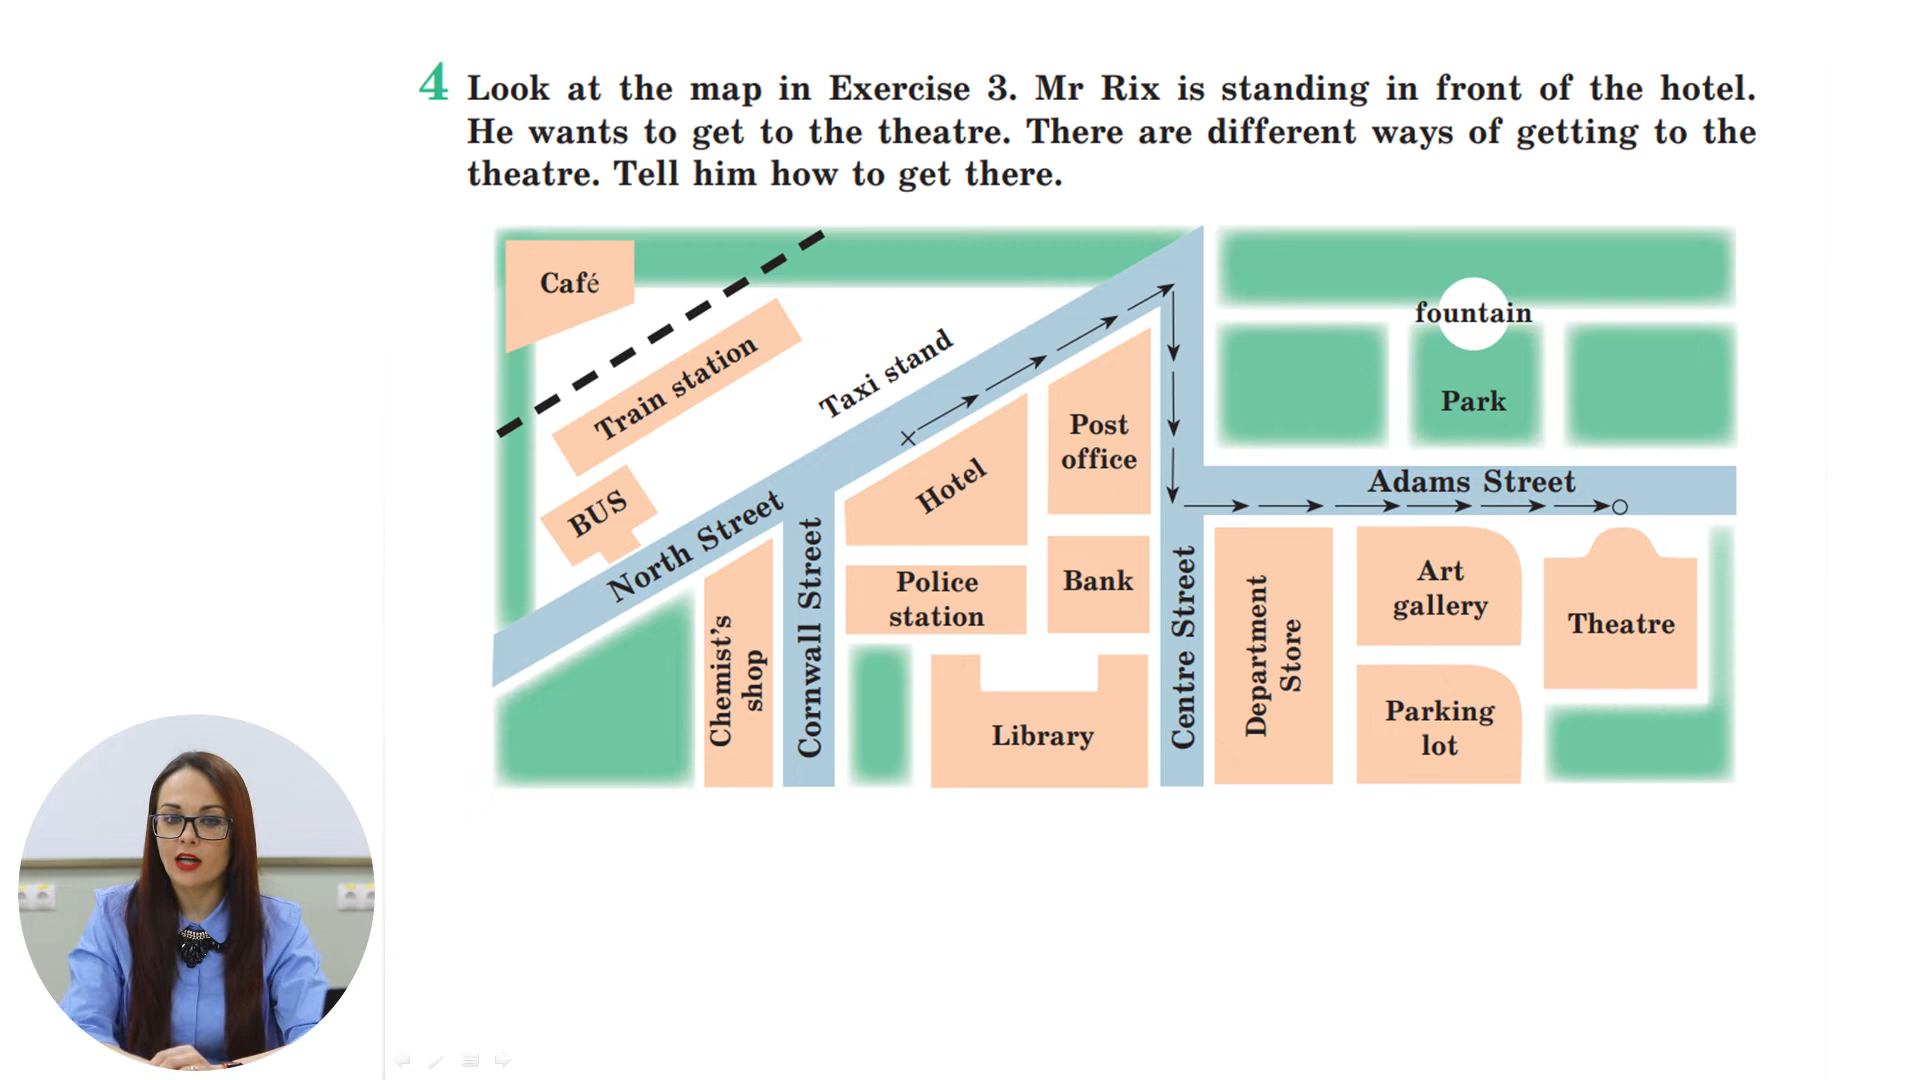 4 Look at the map in Exercise 3. Mr Rix is standing in front of the hotel.
He wants to get to the theatre. There are different ways of getting to the
theatre. Tell him how to get there.
Café
Train station
Taxi stand
BUS
North Street
Hotel
Post
office
fountain
Park
Adams Street
Chemist's
shop
Cornwall Street
Police
station
Bank
Library
Centre Street
Department
Store
Art
gallery
Parking
lot
Theatre